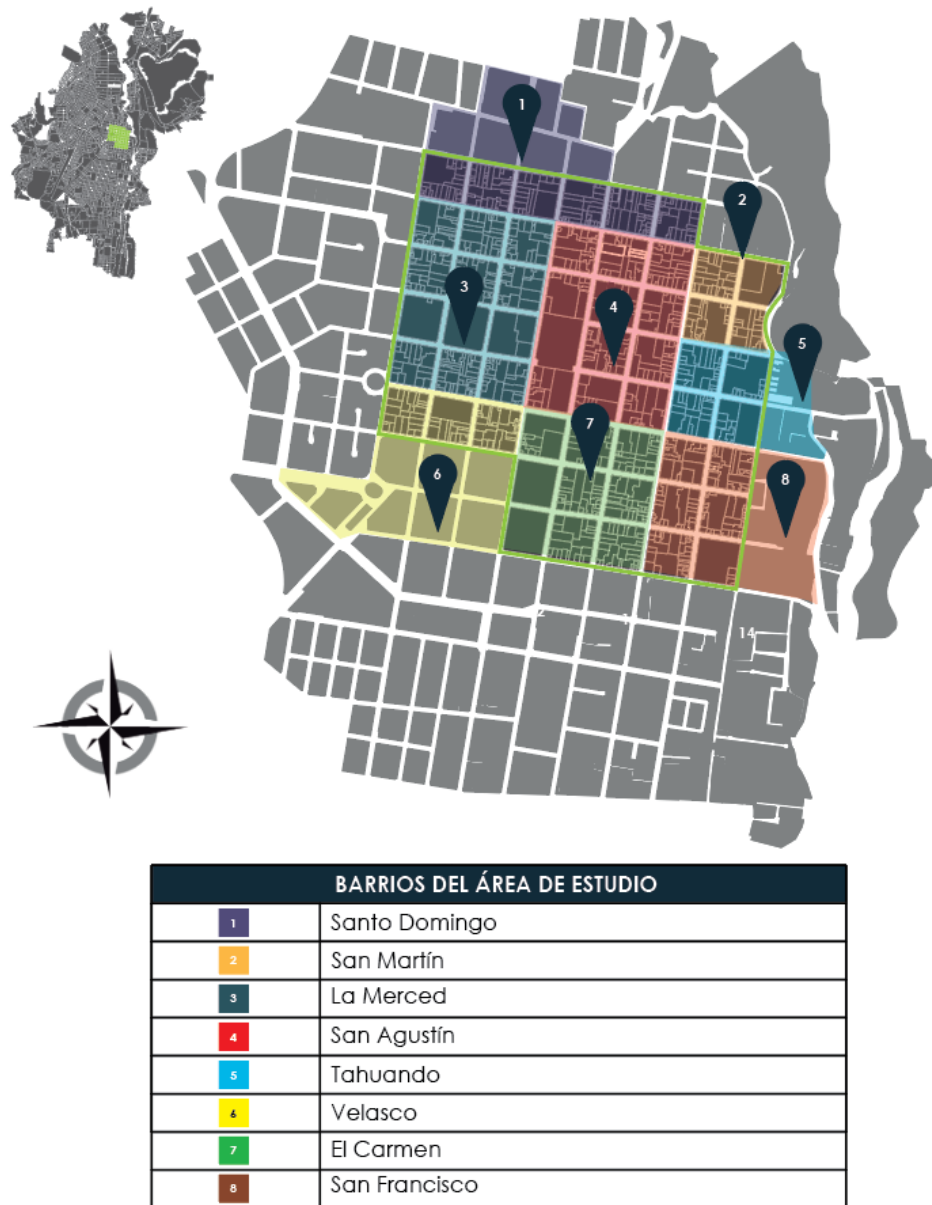 1
2
3
4
5
7
6
8
14
BARRIOS DEL ÁREA DE ESTUDIO
1 Santo Domingo
2 San Martín
3 La Merced
4 San Agustín
5 Tahuando
6 Velasco
7 El Carmen
8 San Francisco